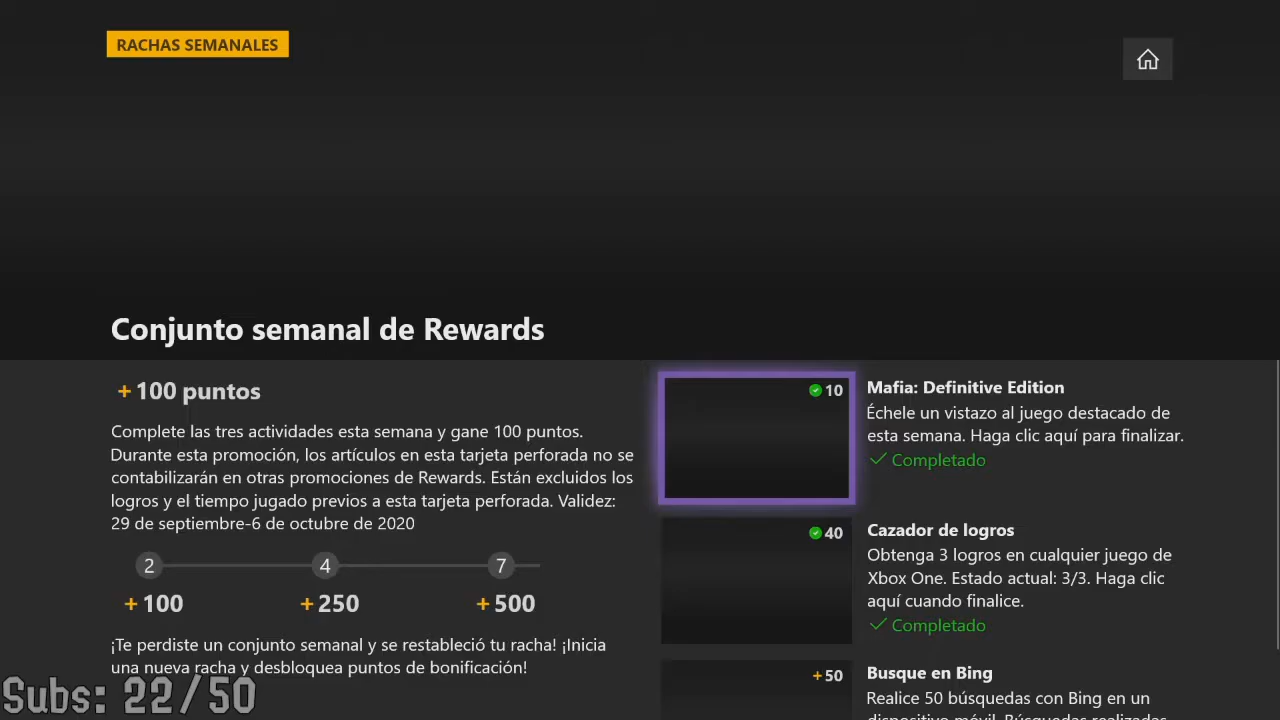 RACHAS SEMANALES
Conjunto semanal de Rewards
+ 100 puntos
Complete las tres actividades esta semana y gane 100 puntos.
Durante esta promoción, los artículos en esta tarjeta perforada no se
contabilizarán en otras promociones de Rewards. Están excluidos los
logros y el tiempo jugado previos a esta tarjeta perforada. Validez:
29 de septiembre-6 de octubre de 2020
2 4 7
+ 100 + 250 + 500
¡Te perdiste un conjunto semanal y se restableció tu racha! ¡Inicia
una nueva racha y desbloquea puntos de bonificación!
Subs: 22/50
10
Mafia: Definitive Edition
Échele un vistazo al juego destacado de
esta semana. Haga clic aquí para finalizar.
Completado
40
Cazador de logros
Obtenga 3 logros en cualquier juego de
Xbox One. Estado actual: 3/3. Haga clic
aquí cuando finalice.
Completado
+ 50
Busque en Bing
Realice 50 búsquedas con Bing en un
dispositivo móvil. Búsquedas realizadas